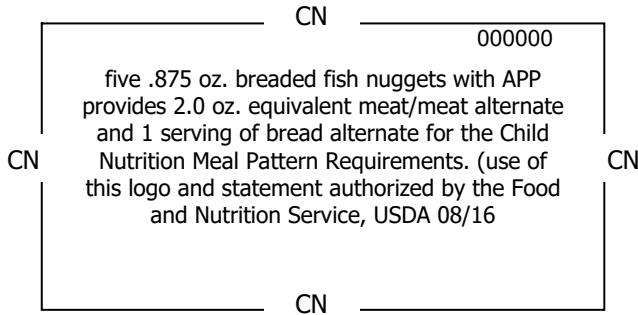 CN
000000
five .875 oz. breaded fish nuggets with APP
provides 2.0 oz. equivalent meat/meat alternate
and 1 serving of bread alternate for the Child
CN Nutrition Meal Pattern Requirements. (use of CN
this logo and statement authorized by the Food
and Nutrition Service, USDA 08/16
CN